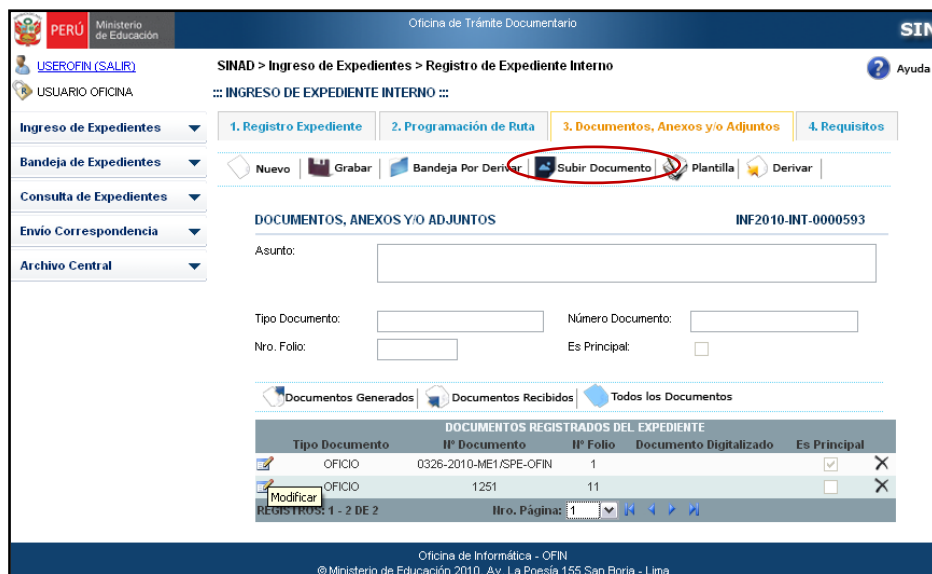 PERÚ Ministerio de Educación
Oficina de Trámite Documentario
SIN
USEROFIN (SALIR)
USUARIO OFICINA
SINAD > Ingreso de Expedientes > Registro de Expediente Interno
Ayuda
::: INGRESO DE EXPEDIENTE INTERNO :::
Ingreso de Expedientes
Bandeja de Expedientes
Consulta de Expedientes
Envío Correspondencia
Archivo Central
1. Registro Expediente 2. Programación de Ruta 3. Documentos, Anexos y/o Adjuntos 4. Requisitos
Nuevo Grabar Bandeja Por Derivar Subir Documento Plantilla Derivar
DOCUMENTOS, ANEXOS Y/O ADJUNTOS INF2010-INT-0000593
Asunto:
Tipo Documento: Número Documento:
Nro. Folio: Es Principal:
Documentos Generados Documentos Recibidos Todos los Documentos
DOCUMENTOS REGISTRADOS DEL EXPEDIENTE
Tipo Documento Nº Documento Nº Folio Documento Digitalizado Es Principal
OFICIO 0326-2010-ME1/SPE-OFIN 1
OFICIO 1251 11
Modificar
REGISTROS: 1 - 2 DE 2 Nro. Página: 1
Oficina de Informática - OFIN
@ Ministerio de Educación 2010. Av. La Poesía 155 San Borja - Lima